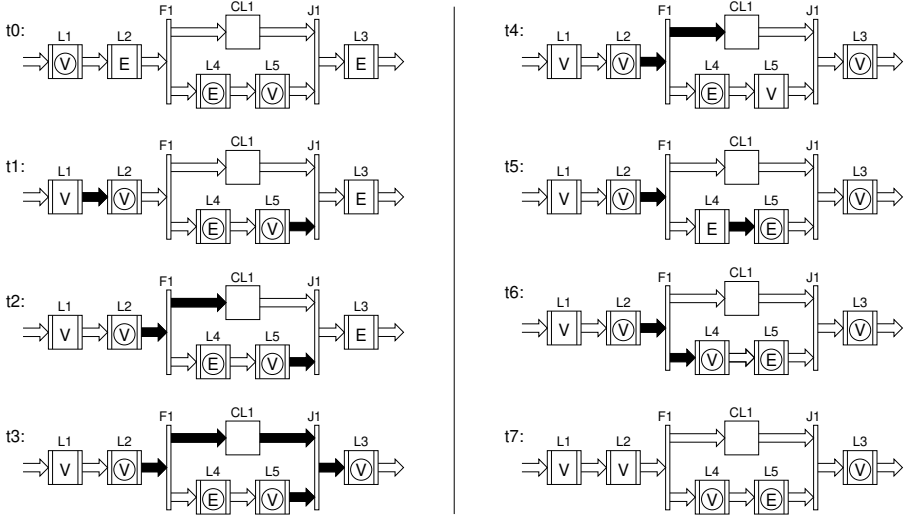 F1 CL1 J1
t0:
L1 L2 L3
V E E
L4 L5
E V
F1 CL1 J1
t1:
L1 L2 L3
V V E
L4 L5
E V
F1 CL1 J1
t2:
L1 L2 L3
V V E
L4 L5
E V
F1 CL1 J1
t3:
L1 L2 L3
V V V
L4 L5
E V
F1 CL1 J1
t4:
L1 L2 L3
V V V
L4 L5
E V
F1 CL1 J1
t5:
L1 L2 L3
V V V
L4 L5
E E
F1 CL1 J1
t6:
L1 L2 L3
V V V
L4 L5
V E
F1 CL1 J1
t7:
L1 L2 L3
V V V
L4 L5
V E